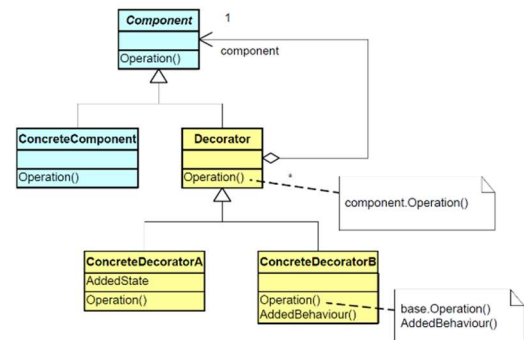 Component
1
component
Operation()
ConcreteComponent
Operation()
Decorator
Operation()
*
component.Operation()
ConcreteDecoratorA
AddedState
Operation()
ConcreteDecoratorB
Operation()
AddedBehaviour()
base.Operation()
AddedBehaviour()